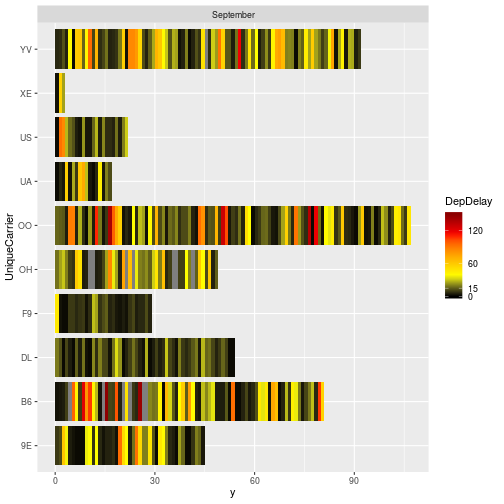 September
YV
XE
US
UA
OO
OH
F9
DL
B6
9E
UniqueCarrier
0 30 60 90
y
DepDelay
120
60
15
0